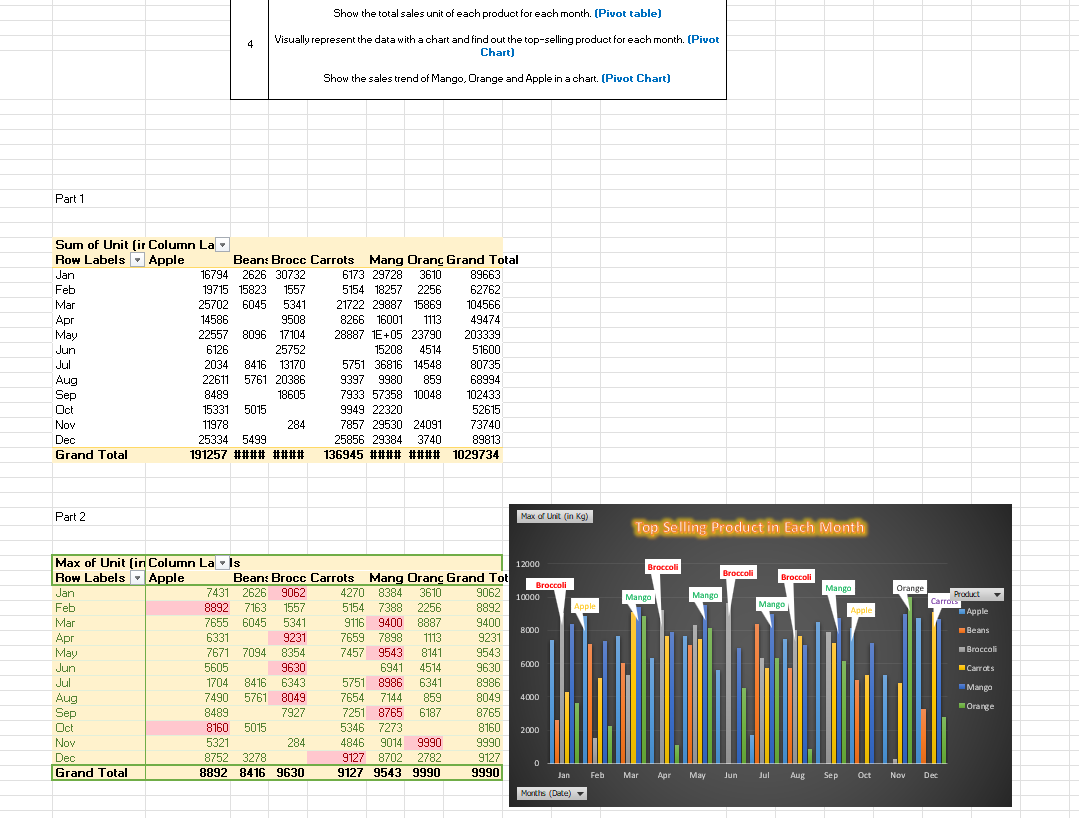 Show the total sales unit of each product for each month. (Pivot table)
4 Visually represent the data with a chart and find out the top-selling product for each month. (Pivot
Chart)
Show the sales trend of Mango, Orange and Apple in a chart. (Pivot Chart)
Part 1
Sum of Unit (ir Column La
Row Labels Apple Beans Brocc Carrots Mang Orang Grand Total
Jan 16794 2626 30732 6173 29728 3610 89663
Feb 19715 15823 1557 5154 18257 2256 62762
Mar 25702 6045 5341 21722 29887 15869 104566
Apr 14586 9508 8266 16001 1113 49474
May 22557 8096 17104 28887 1E+05 23790 203339
Jun 6126 25752 15208 4514 51600
Jul 2034 8416 13170 5751 36816 14548 80735
Aug 22611 5761 20386 9397 9980 859 68994
Sep 8489 18605 7933 57358 10048 102433
Oct 15331 5015 9949 22320 52615
Nov 11978 284 7857 29530 24091 73740
Dec 25334 5499 25856 29384 3740 89813
Grand Total 191257 #### #### 136945 #### #### 1029734
Part 2
Max of Unit (in Column La ls
Row Labels Apple Beans Brocc Carrots Mang Orang Grand Tot
Jan 7431 2626 9062 4270 8384 3610 9062
Feb 8892 7163 1557 5154 7388 2256 8892
Mar 7655 6045 5341 9116 9400 8887 9400
Apr 6331 9231 7659 7898 1113 9231
May 7671 7094 8354 7457 9543 8141 9543
Jun 5605 9630 6941 4514 9630
Jul 1704 8416 6343 5751 8986 6341 8986
Aug 7490 5761 8049 7654 7144 859 8049
Sep 8489 7927 7251 8765 6187 8765
Oct 8160 5015 5346 7273 8160
Nov 5321 284 4846 9014 9990 9990
Dec 8752 3278 9127 8702 2782 9127
Grand Total 8892 8416 9630 9127 9543 9990 9990
Max of Unit (in Kg)
Top Selling Product in Each Month
12000
10000
8000
6000
4000
2000
0
Broccoli
Apple
Mango
Broccoli
Mango
Broccoli
Mango
Broccoli
Mango
Apple
Orange
Carrots
Product
Apple
Beans
Broccoli
Carrots
Mango
Orange
Jan Feb Mar Apr May Jun Jul Aug Sep Oct Nov Dec
Months (Date)